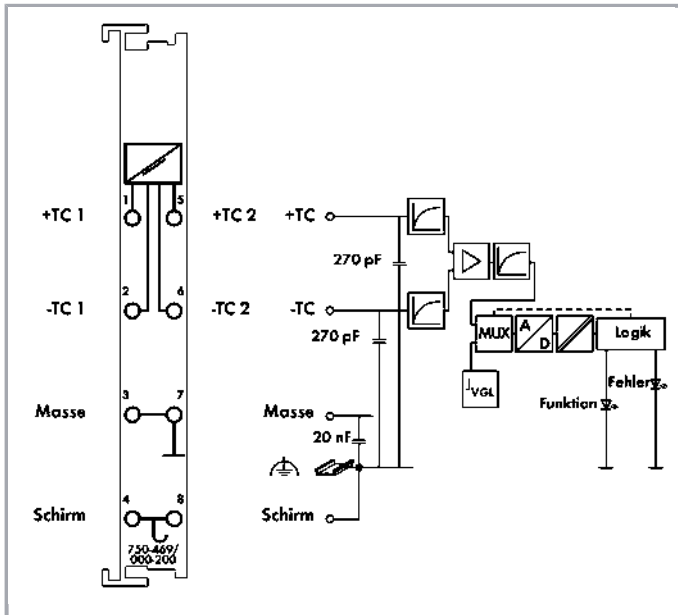 1 5
+TC 1 +TC 2 +TC
270 pF
2 6
-TC 1 -TC 2 -TC
270 pF
MUX A D Logik
VGL
Fehler
Funktion
3 7
Masse Masse
20 nF
4 8
Schirm Schirm
750-469/
000-200